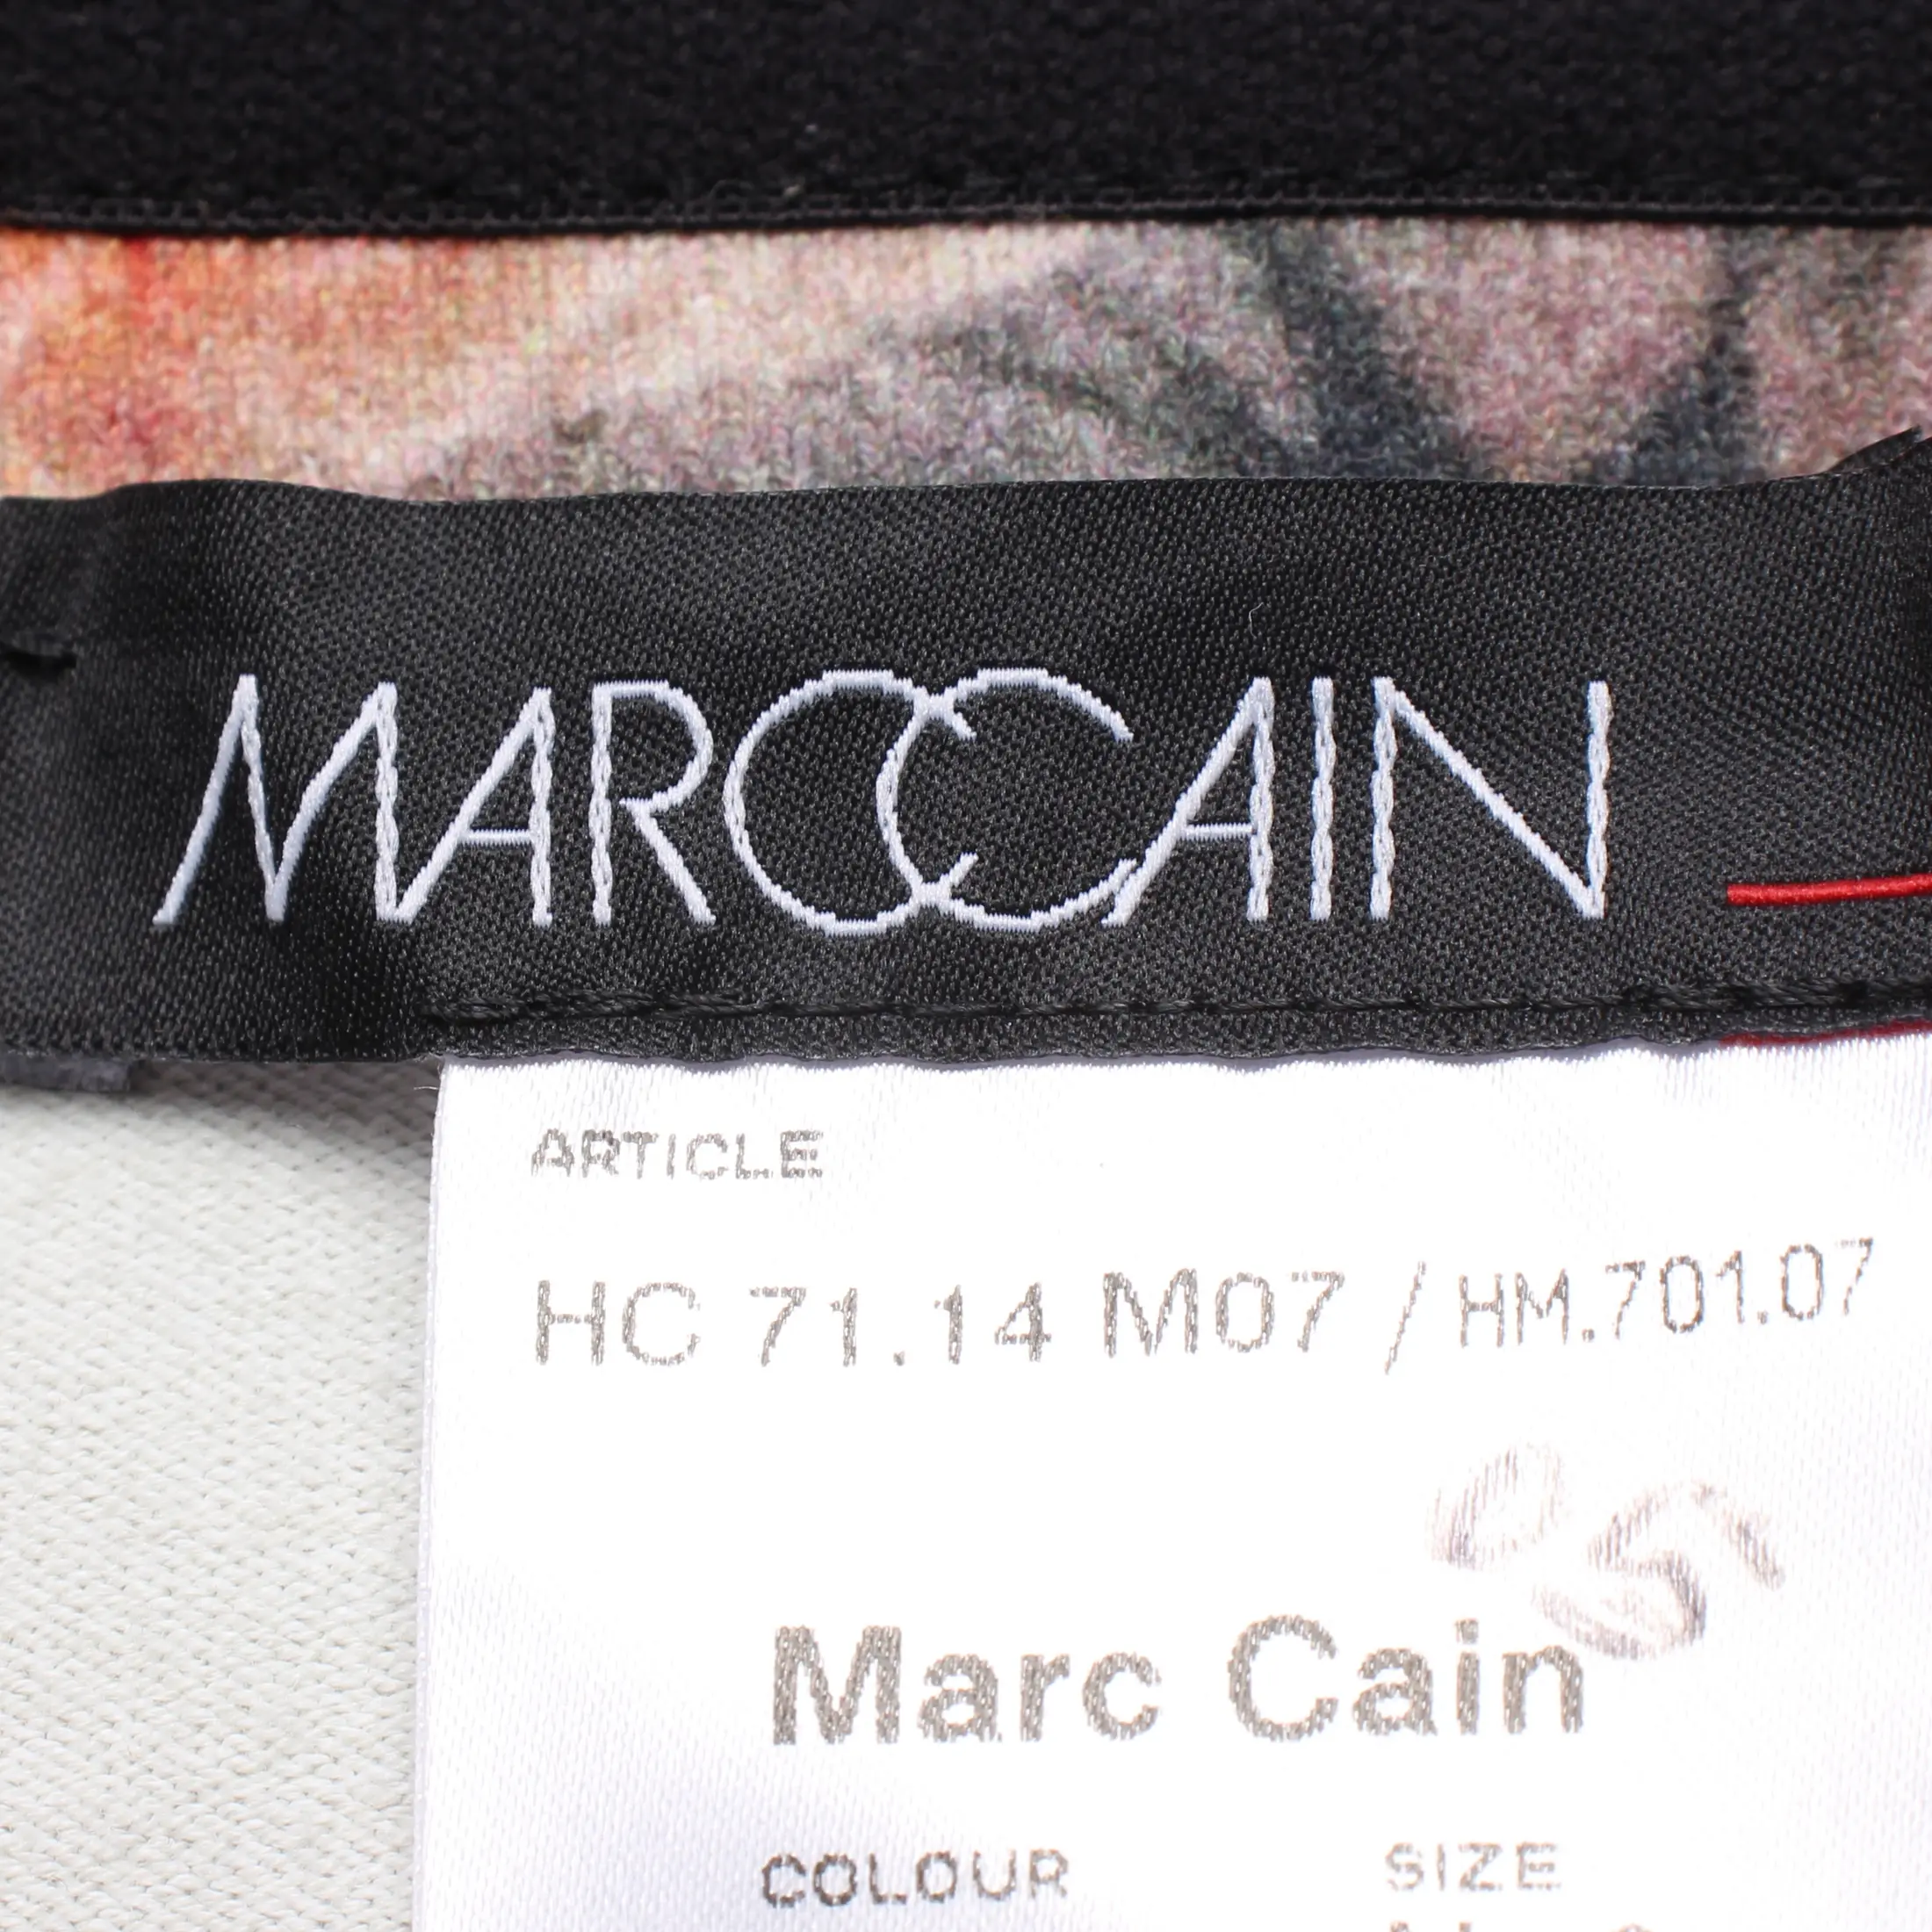 MARCCAIN
ARTICLE
HC 71.14 M07 / HM.701.07
Marc Cain
COLOUR SIZE